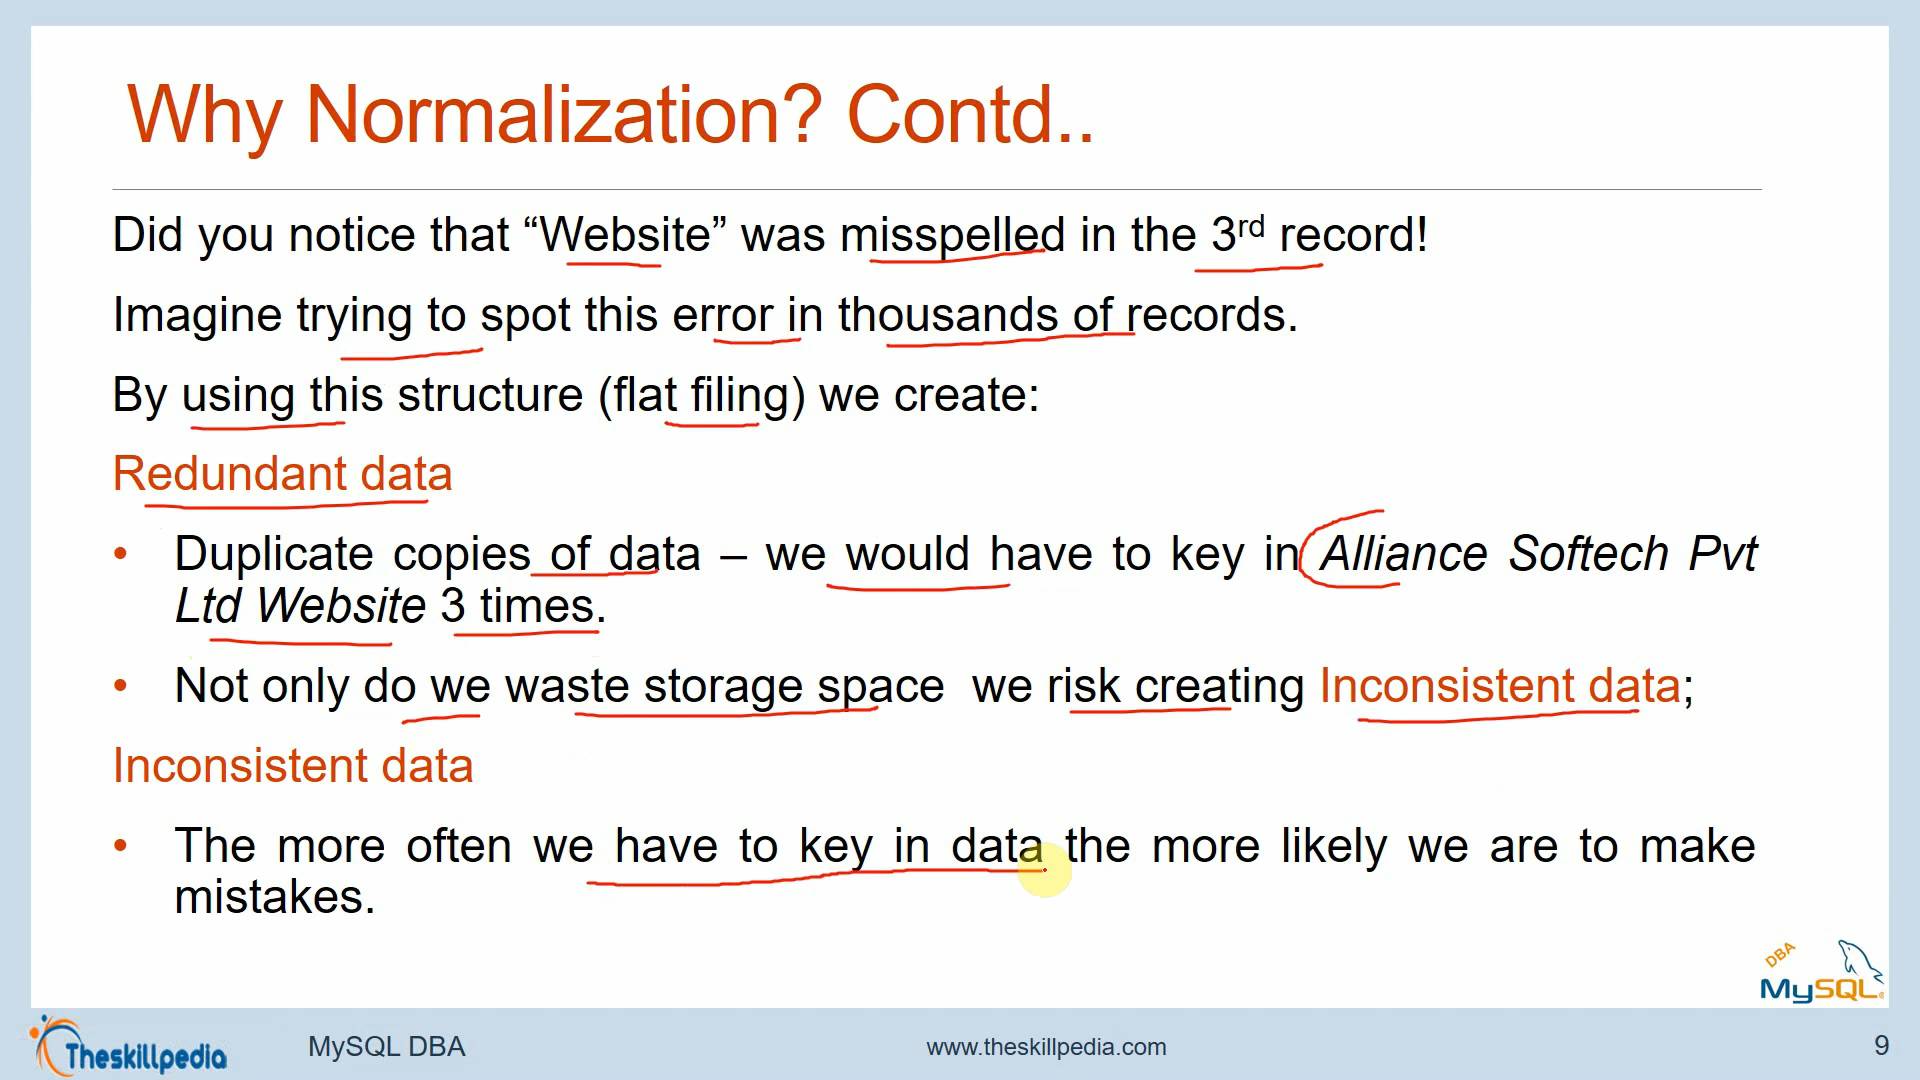 Why Normalization? Contd..
Did you notice that “Website” was misspelled in the 3rd record!
Imagine trying to spot this error in thousands of records.
By using this structure (flat filing) we create:
Redundant data
• Duplicate copies of data – we would have to key in Alliance Softech Pvt
Ltd Website 3 times.
• Not only do we waste storage space we risk creating Inconsistent data;
Inconsistent data
• The more often we have to key in data the more likely we are to make
mistakes.
DBA
MySQL®
Theskillpedia
MySQL DBA
www.theskillpedia.com
9